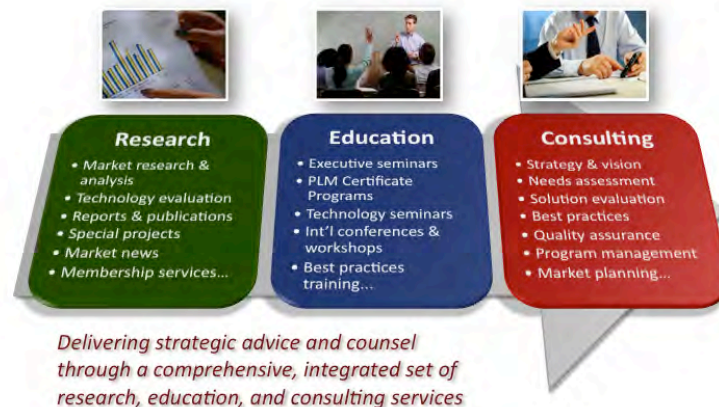 Research
• Market research &
analysis
• Technology evaluation
• Reports & publications
• Special projects
• Market news
• Membership services...
Education
• Executive seminars
• PLM Certificate
Programs
• Technology seminars
• Int'l conferences &
workshops
• Best practices
training...
Consulting
• Strategy & vision
• Needs assessment
• Solution evaluation
• Best practices
• Quality assurance
• Program management
• Market planning...
Delivering strategic advice and counsel
through a comprehensive, integrated set of
research, education, and consulting services